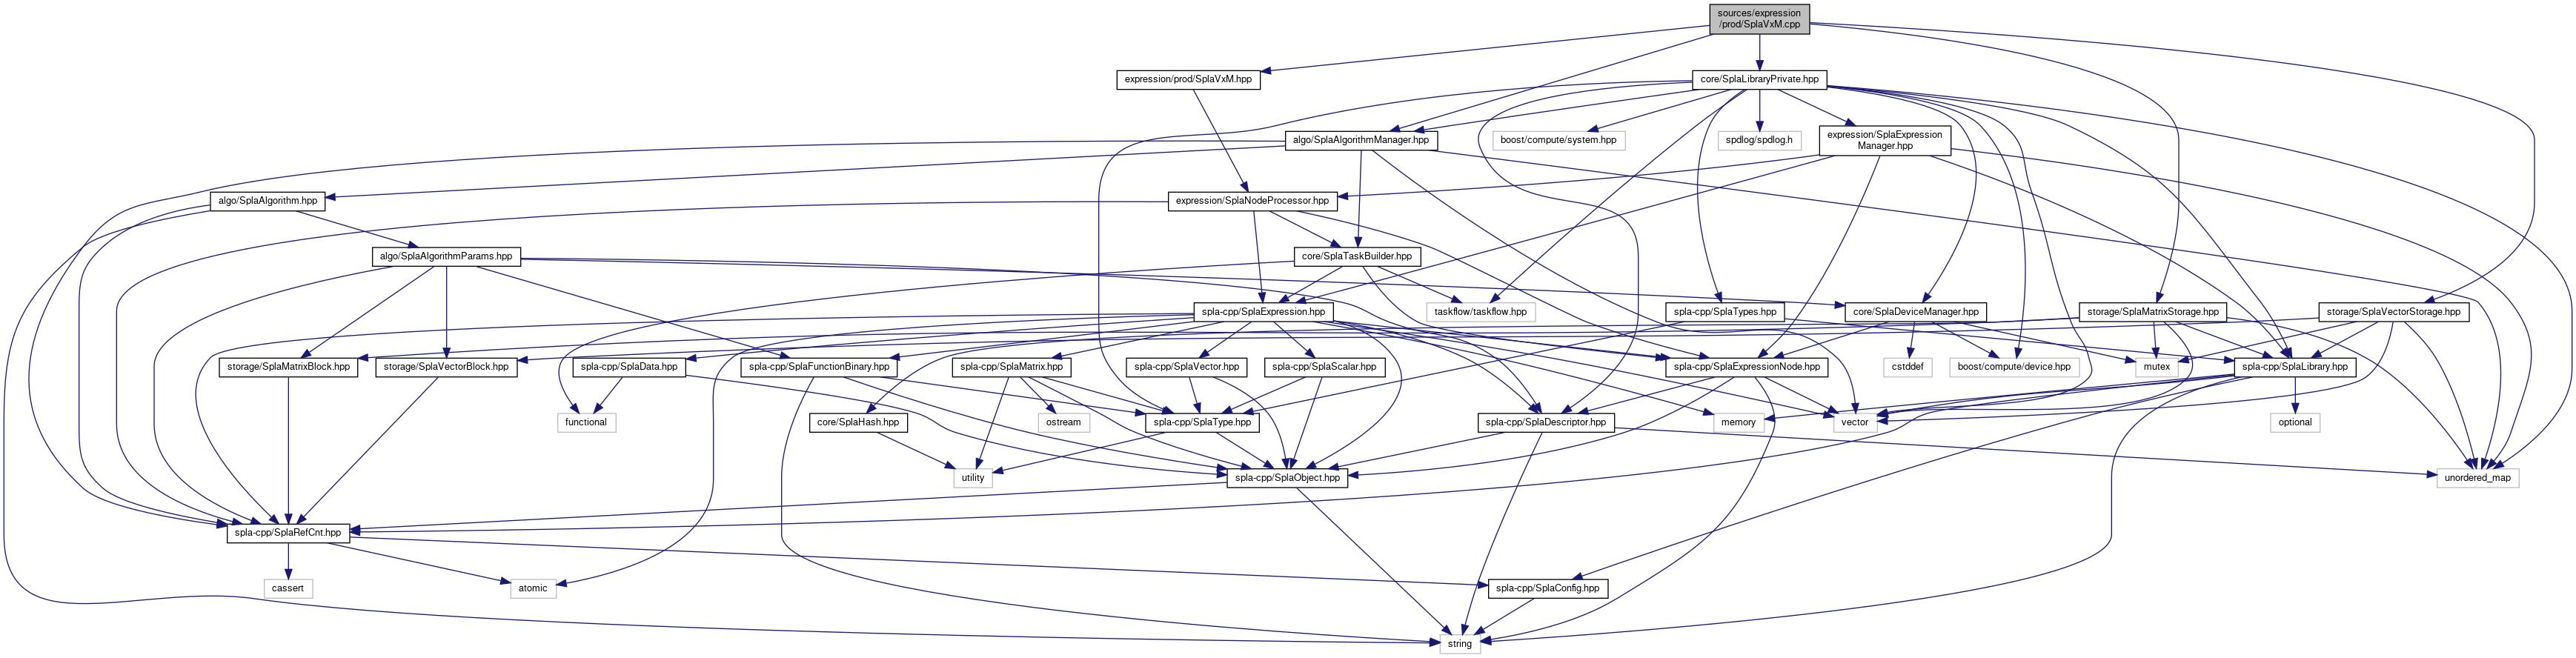 sources/expression
/prod/SplaVxM.cpp
expression/prod/SplaVxM.hpp
core/SplaLibraryPrivate.hpp
algo/SplaAlgorithmManager.hpp
boost/compute/system.hpp
spdlog/spdlog.h
expression/SplaExpression
Manager.hpp
algo/SplaAlgorithm.hpp
expression/SplaNodeProcessor.hpp
algo/SplaAlgorithmParams.hpp
core/SplaTaskBuilder.hpp
spla-cpp/SplaExpression.hpp
taskflow/taskflow.hpp
spla-cpp/SplaTypes.hpp
core/SplaDeviceManager.hpp
storage/SplaMatrixStorage.hpp
storage/SplaVectorStorage.hpp
storage/SplaMatrixBlock.hpp
storage/SplaVectorBlock.hpp
spla-cpp/SplaData.hpp
spla-cpp/SplaFunctionBinary.hpp
spla-cpp/SplaMatrix.hpp
spla-cpp/SplaVector.hpp
spla-cpp/SplaScalar.hpp
spla-cpp/SplaExpressionNode.hpp
cstddef
boost/compute/device.hpp
mutex
spla-cpp/SplaLibrary.hpp
functional
core/SplaHash.hpp
ostream
spla-cpp/SplaType.hpp
spla-cpp/SplaDescriptor.hpp
memory
vector
optional
utility
spla-cpp/SplaObject.hpp
unordered_map
spla-cpp/SplaRefCnt.hpp
cassert
atomic
spla-cpp/SplaConfig.hpp
string